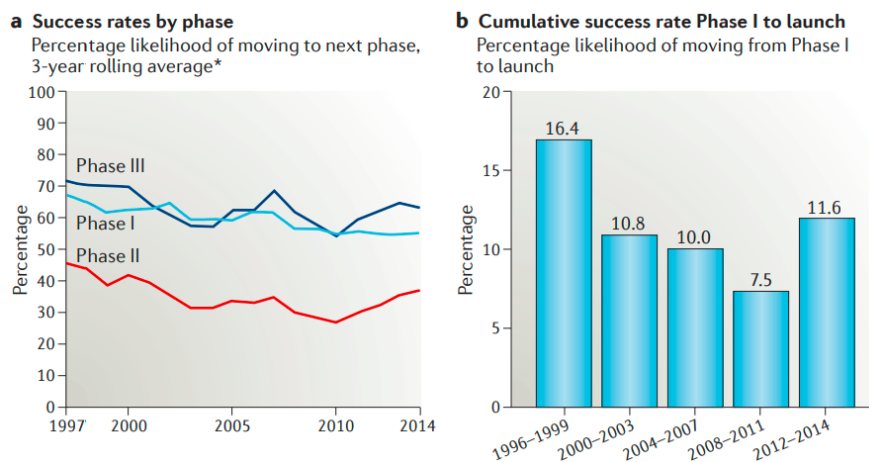 a Success rates by phase
Percentage likelihood of moving to next phase,
3-year rolling average*
100
90
80
70
60
50
40
30
20
10
0
Percentage
Phase III
Phase I
Phase II
1997
2000
2005
2010
2014
b Cumulative success rate Phase I to launch
Percentage likelihood of moving from Phase I
to launch
20
15
10
5
0
Percentage
16.4
10.8
10.0
7.5
11.6
1996–1999
2000–2003
2004–2007
2008–2011
2012–2014